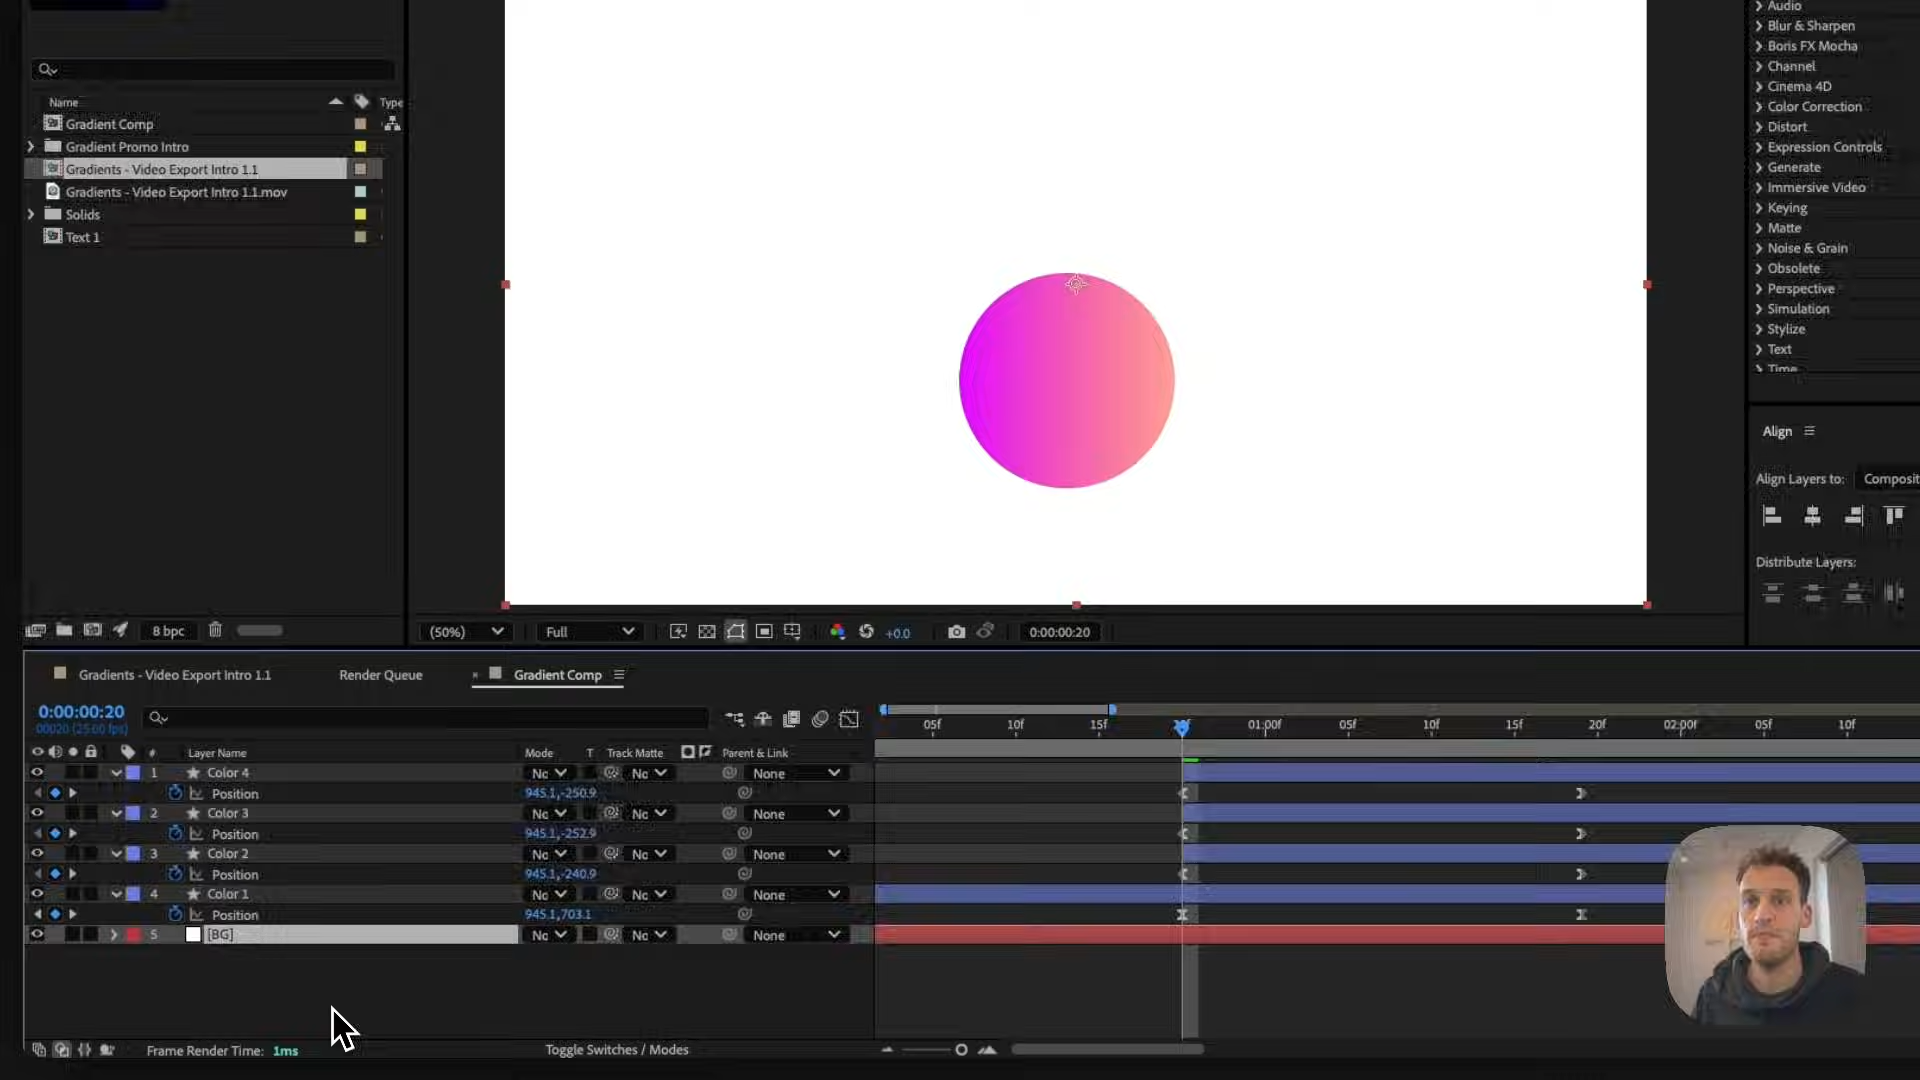 Name Type
Gradient Comp
Gradient Promo Intro
Gradients - Video Export Intro 1.1
Gradients - Video Export Intro 1.1.mov
Solids
Text 1
8 bpc
(50%) Full +0.0 0:00:00:20
Audio
Blur & Sharpen
Boris FX Mocha
Channel
Cinema 4D
Color Correction
Distort
Expression Controls
Generate
Immersive Video
Keying
Matte
Noise & Grain
Obsolete
Perspective
Simulation
Stylize
Text
Time
Align
Align Layers to: Composit
Distribute Layers:
Gradients - Video Export Intro 1.1 Render Queue Gradient Comp
0:00:00:20
00020 (25.00 fps)
05f 10f 15f 01:00f 05f 10f 15f 20f 02:00f 05f 10f
# Layer Name Mode T Track Matte Parent & Link
1 Color 4 Nc Nc None
Position 945.1,-250.9
2 Color 3 Nc Nc None
Position 945.1,-252.9
3 Color 2 Nc Nc None
Position 945.1,-240.9
4 Color 1 Nc Nc None
Position 945.1,703.1
5 [BG] Nc Nc None
Frame Render Time: 1ms Toggle Switches / Modes